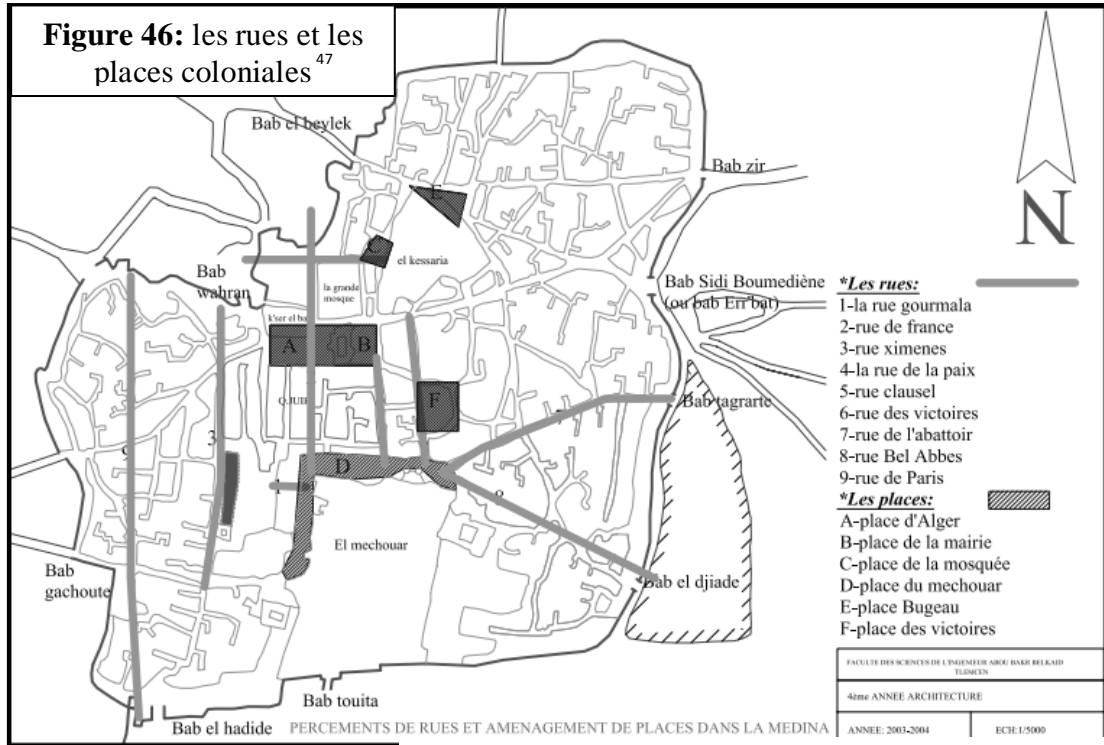 Figure 46: les rues et les
places coloniales 47
Bab el beylek
Bab zir
E
C
el kessaria
N
Bab
wahran
la grande
mosque
Bab Sidi Boumediène
(ou bab Err'bat)
k'ser el ba
A
B
Q.JUIF
F
Bab tagrarte
3
9
D
1
8
El mechouar
Bab
gachoute
Bab el djiade
Bab touita
Bab el hadide
PERCEMENTS DE RUES ET AMENAGEMENT DE PLACES DANS LA MEDINA
*Les rues:
1-la rue gourmala
2-rue de france
3-rue ximenes
4-la rue de la paix
5-rue clausel
6-rue des victoires
7-rue de l'abattoir
8-rue Bel Abbes
9-rue de Paris
*Les places:
A-place d'Alger
B-place de la mairie
C-place de la mosquée
D-place du mechouar
E-place Bugeau
F-place des victoires
FACULTE DES SCIENCES DE L'INGENIEUR ABOU BAKR BELKAID
TLEMCEN
4ème ANNEE ARCHITECTURE
ANNEE: 2003-2004
ECH:1/5000